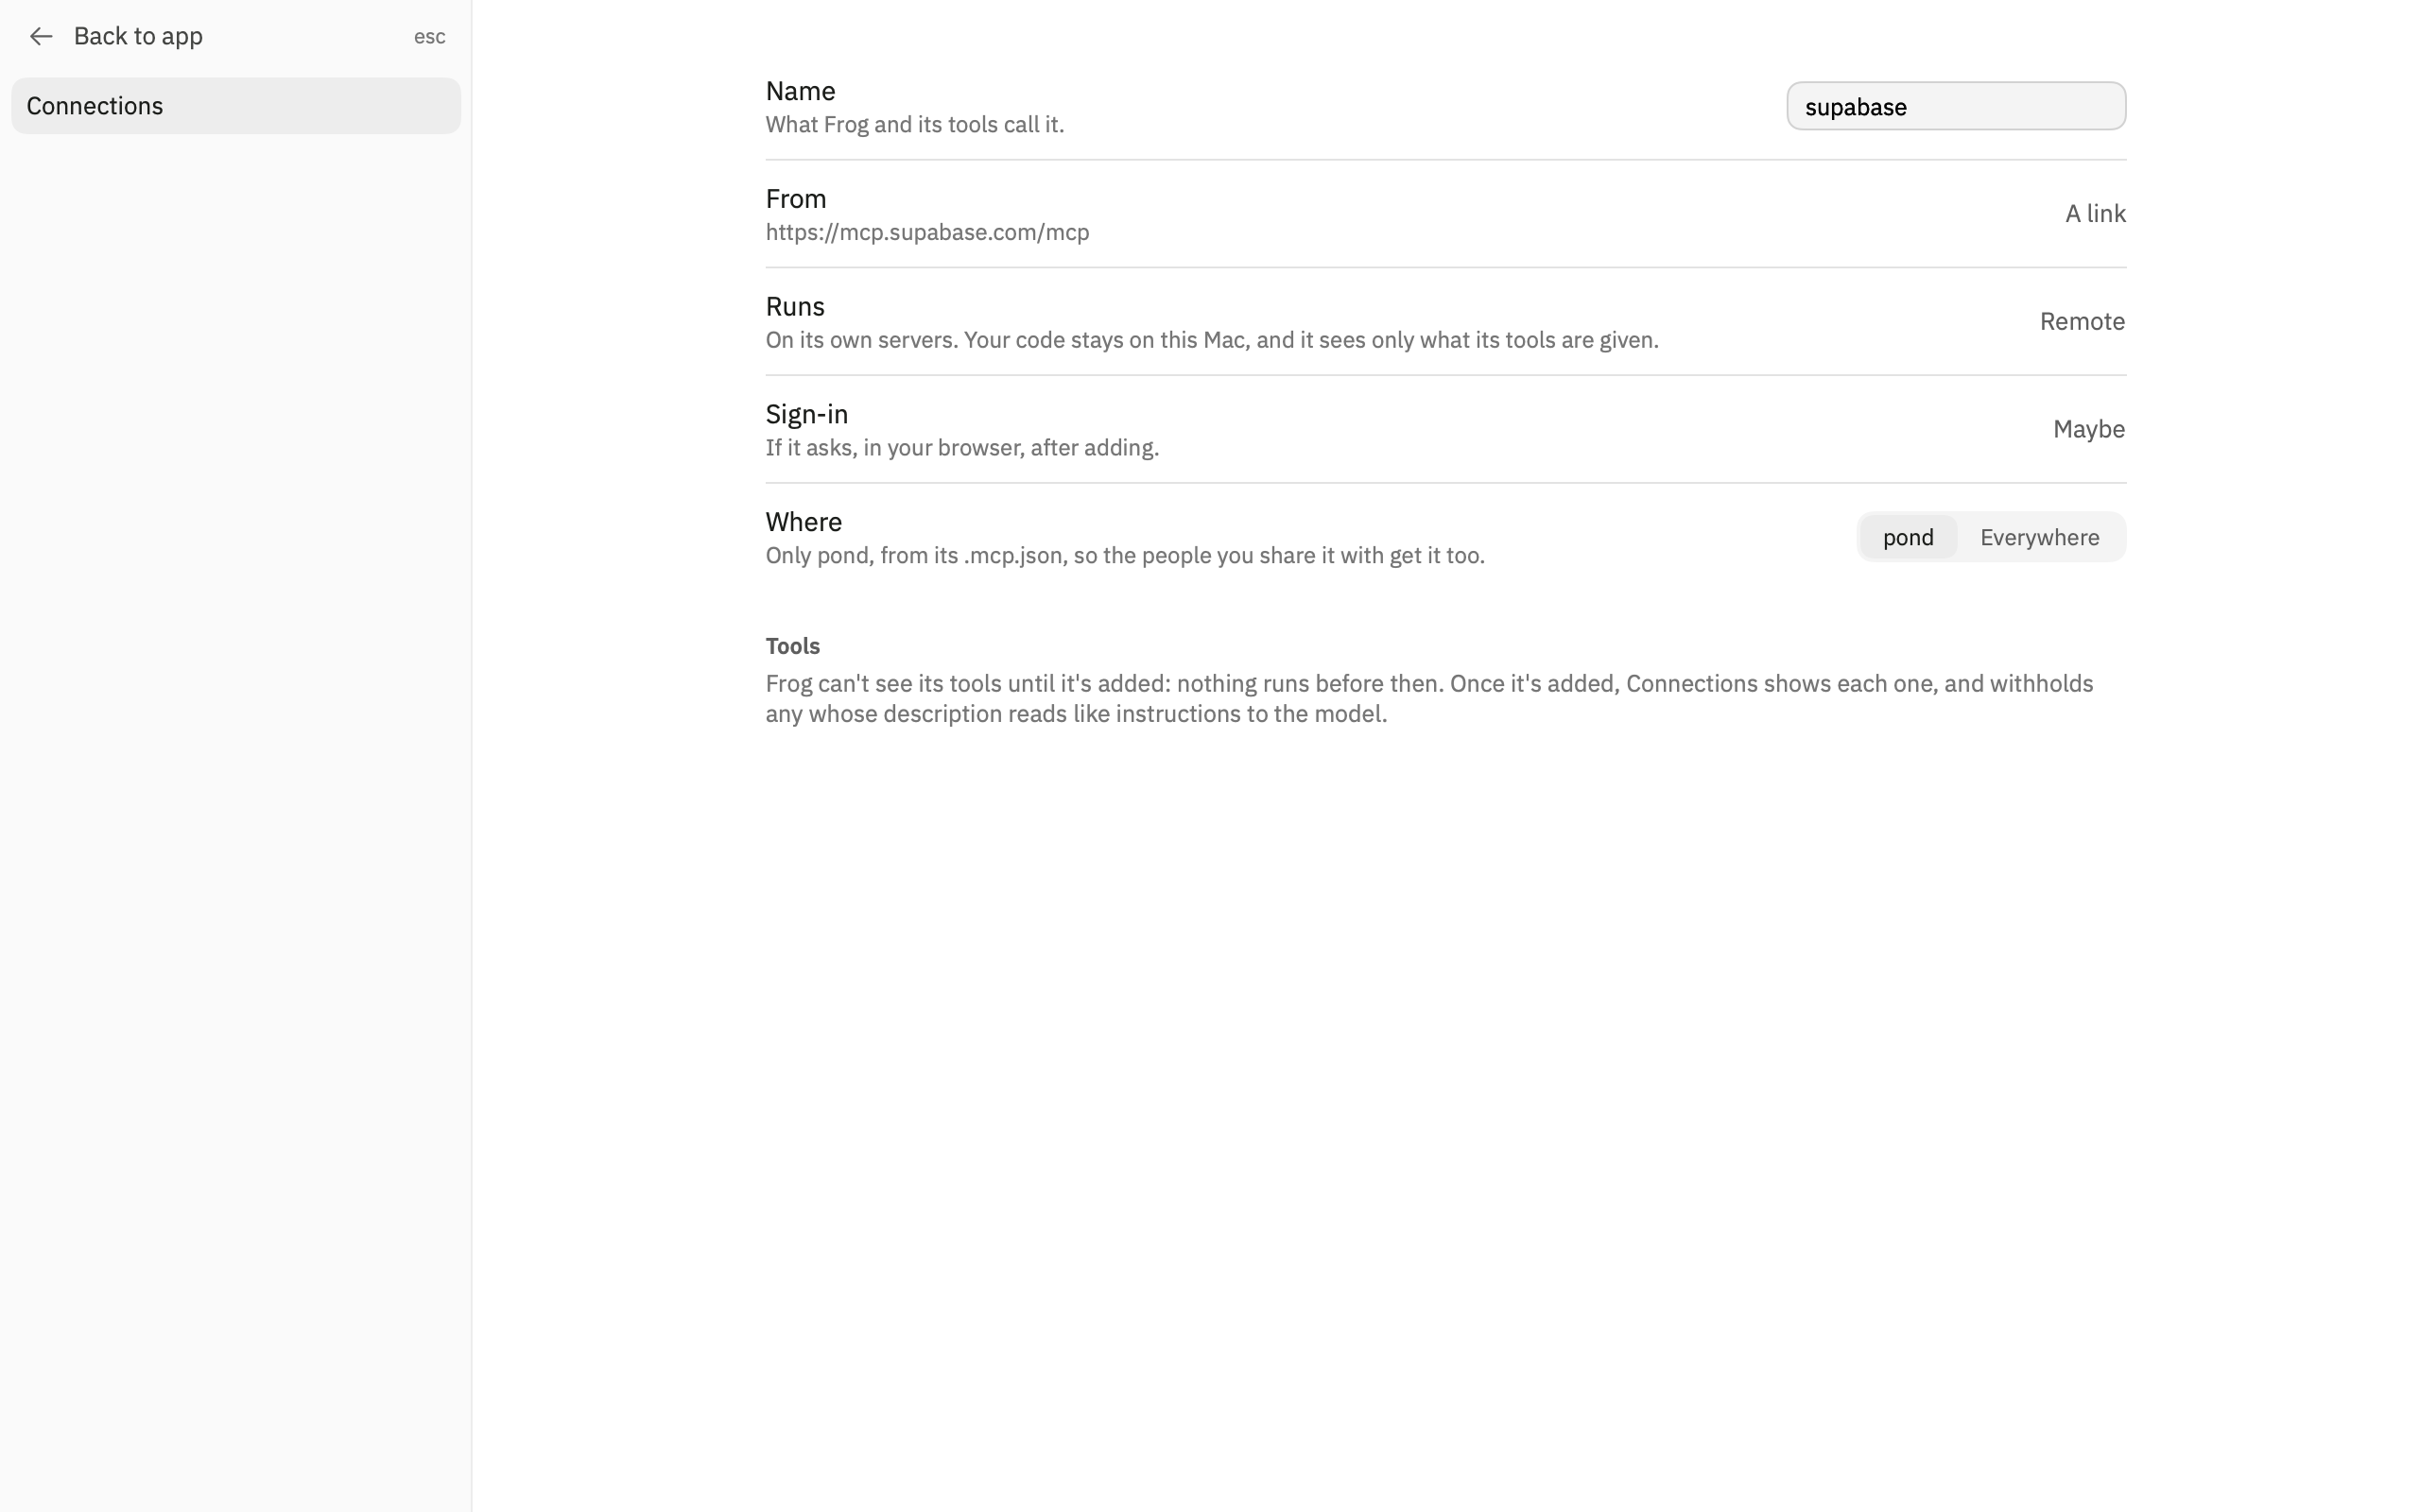 Back to app
esc
Connections
Name
What Frog and its tools call it.
supabase
From
https://mcp.supabase.com/mcp
A link
Runs
On its own servers. Your code stays on this Mac, and it sees only what its tools are given.
Remote
Sign-in
If it asks, in your browser, after adding.
Maybe
Where
Only pond, from its .mcp.json, so the people you share it with get it too.
pond
Everywhere
Tools
Frog can't see its tools until it's added: nothing runs before then. Once it's added, Connections shows each one, and withholds
any whose description reads like instructions to the model.